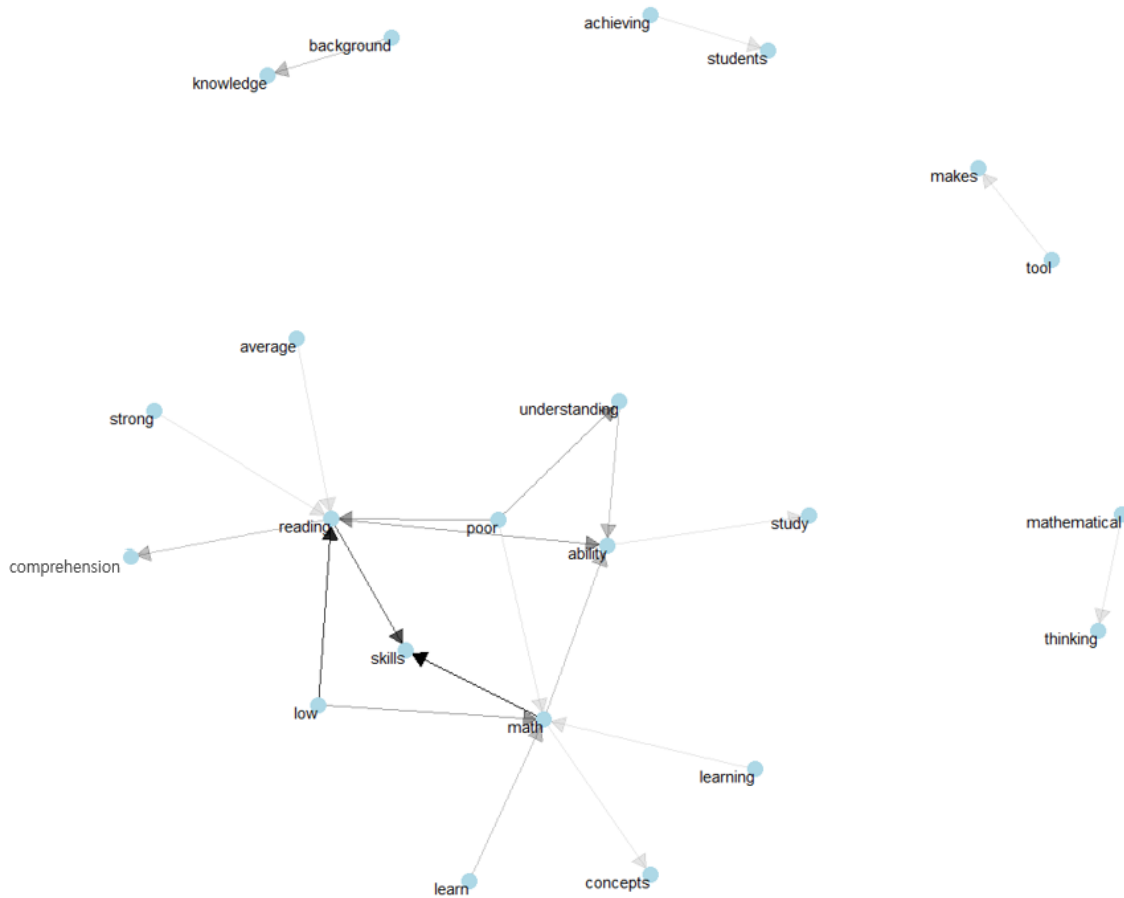 achieving
background
students
knowledge
makes
tool
average
understanding
strong
reading
poor
study
mathematical
ability
comprehension
thinking
skills
low
math
learning
concepts
learn